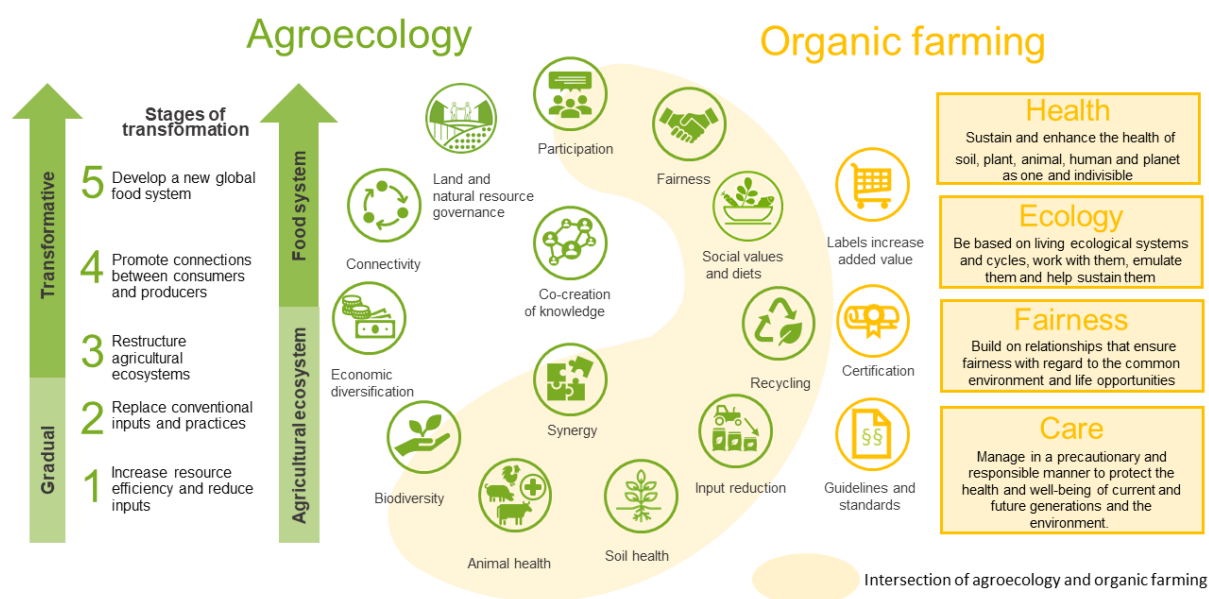 Agroecology
Organic farming
Transformative
Gradual
Stages of
transformation
5 Develop a new global
food system
4 Promote connections
between consumers
and producers
3 Restructure
agricultural
ecosystems
2 Replace conventional
inputs and practices
1 Increase resource
efficiency and reduce
inputs
Food system
Agricultural ecosystem
Participation
Land and
natural resource
governance
Fairness
Connectivity
Social values
and diets
Co-creation
of knowledge
Economic
diversification
Recycling
Synergy
Biodiversity
Input reduction
Animal health
Soil health
Labels increase
added value
Certification
§§
Guidelines and
standards
Health
Sustain and enhance the health of
soil, plant, animal, human and planet
as one and indivisible
Ecology
Be based on living ecological systems
and cycles, work with them, emulate
them and help sustain them
Fairness
Build on relationships that ensure
fairness with regard to the common
environment and life opportunities
Care
Manage in a precautionary and
responsible manner to protect the
health and well-being of current and
future generations and the
environment.
Intersection of agroecology and organic farming